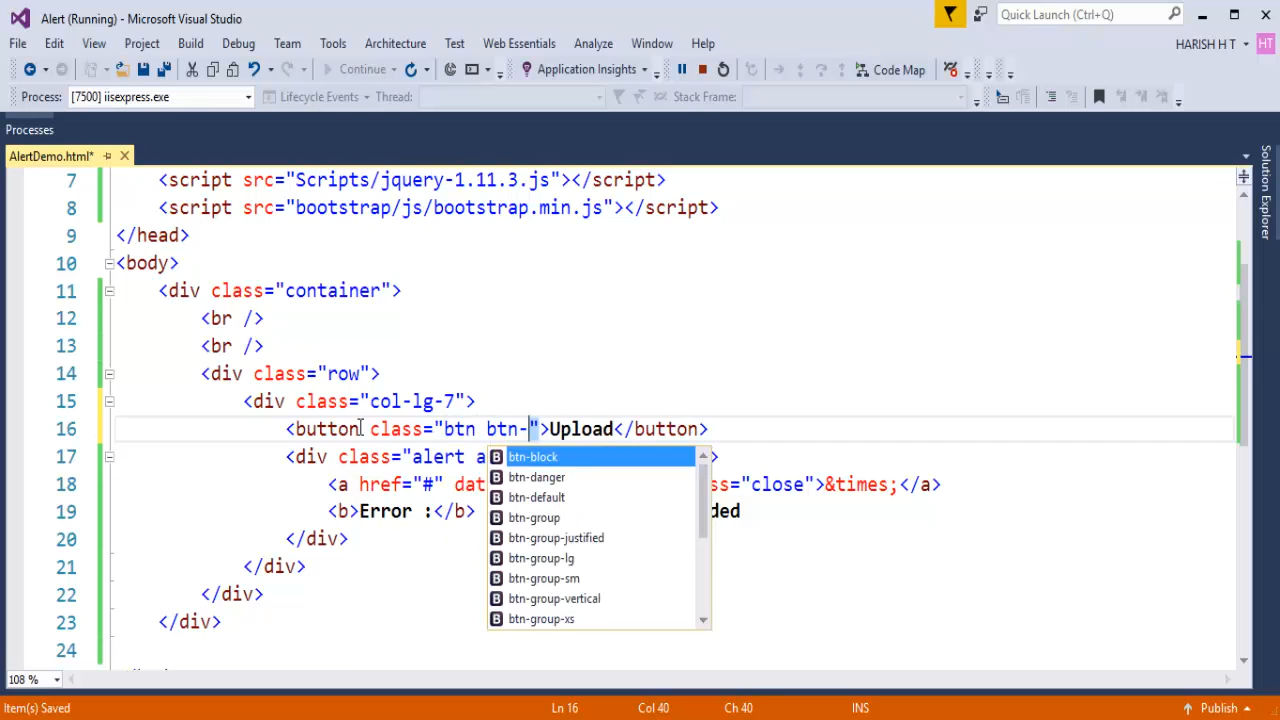 Alert (Running) - Microsoft Visual Studio
Quick Launch (Ctrl+Q)
File Edit View Project Build Debug Team Tools Architecture Test Web Essentials Analyze Window Help
HARISH H T HT
Continue Application Insights Code Map
Process: [7500] iisexpress.exe Lifecycle Events Thread: Stack Frame:
Processes
AlertDemo.html*
Solution Explorer
7 <script src="Scripts/jquery-1.11.3.js"></script>
8 <script src="bootstrap/js/bootstrap.min.js"></script>
9 </head>
10 <body>
11 <div class="container">
12 <br />
13 <br />
14 <div class="row">
15 <div class="col-lg-7">
16 <button class="btn btn-">Upload</button>
17 <div class="alert a >
18 <a href="#" dat ss="close">&times;</a>
19 <b>Error :</b> ded
20 </div>
21 </div>
22 </div>
23 </div>
24
btn-block
btn-danger
btn-default
btn-group
btn-group-justified
btn-group-lg
btn-group-sm
btn-group-vertical
btn-group-xs
108 %
Item(s) Saved Ln 16 Col 40 Ch 40 INS Publish